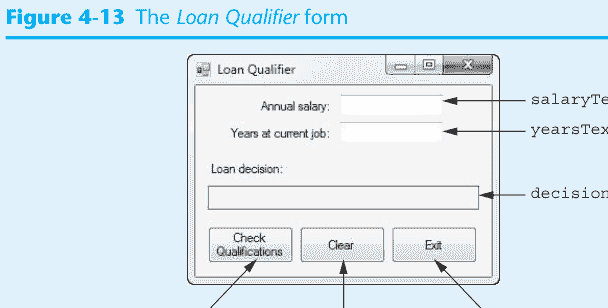 Figure 4-13 The Loan Qualifier form
Loan Qualifier
Annual salary:
salaryTe
Years at current job:
yearsTex
Loan decision:
decision
Check
Qualifications
Clear
Exit